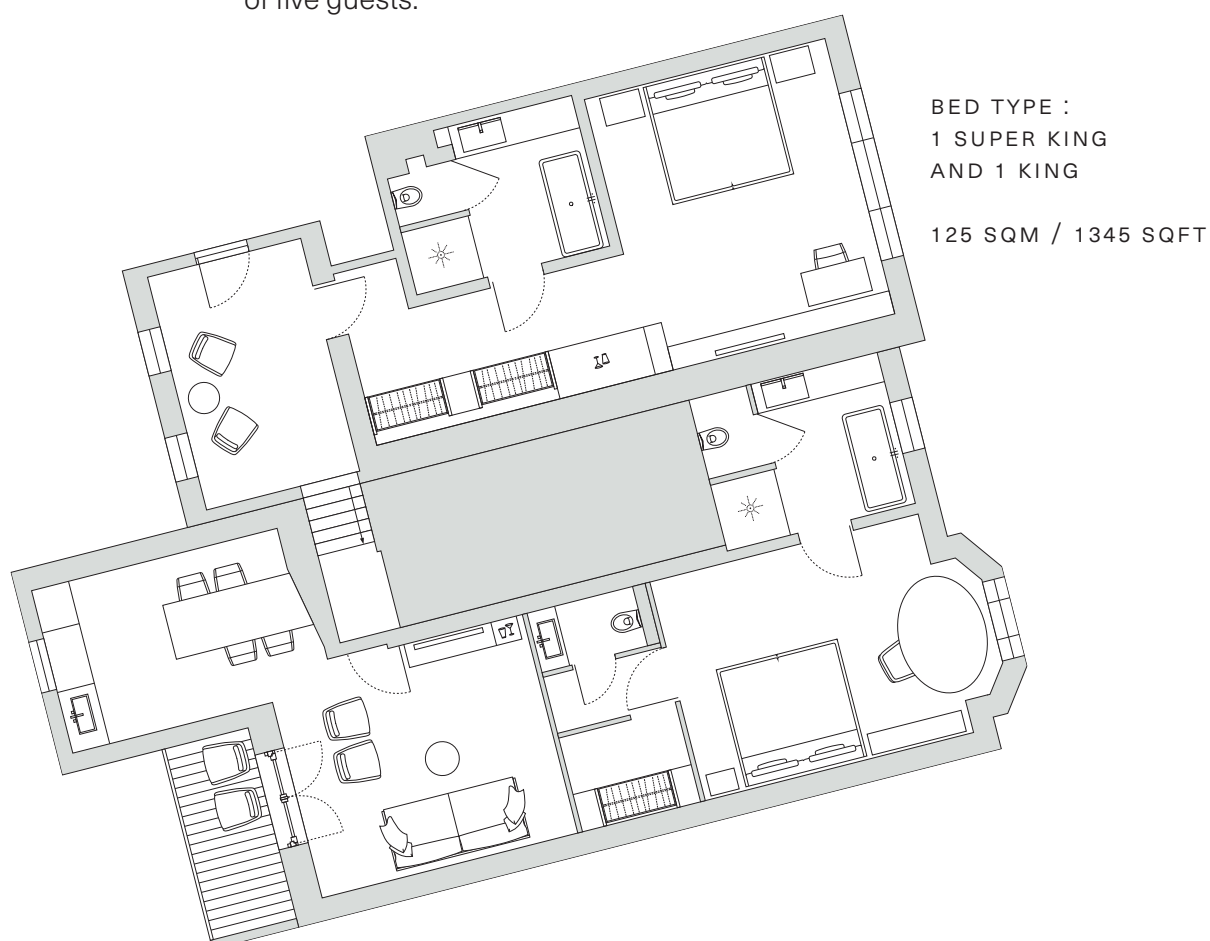 of five guests.
BED TYPE :
1 SUPER KING
AND 1 KING
125 SQM / 1345 SQFT